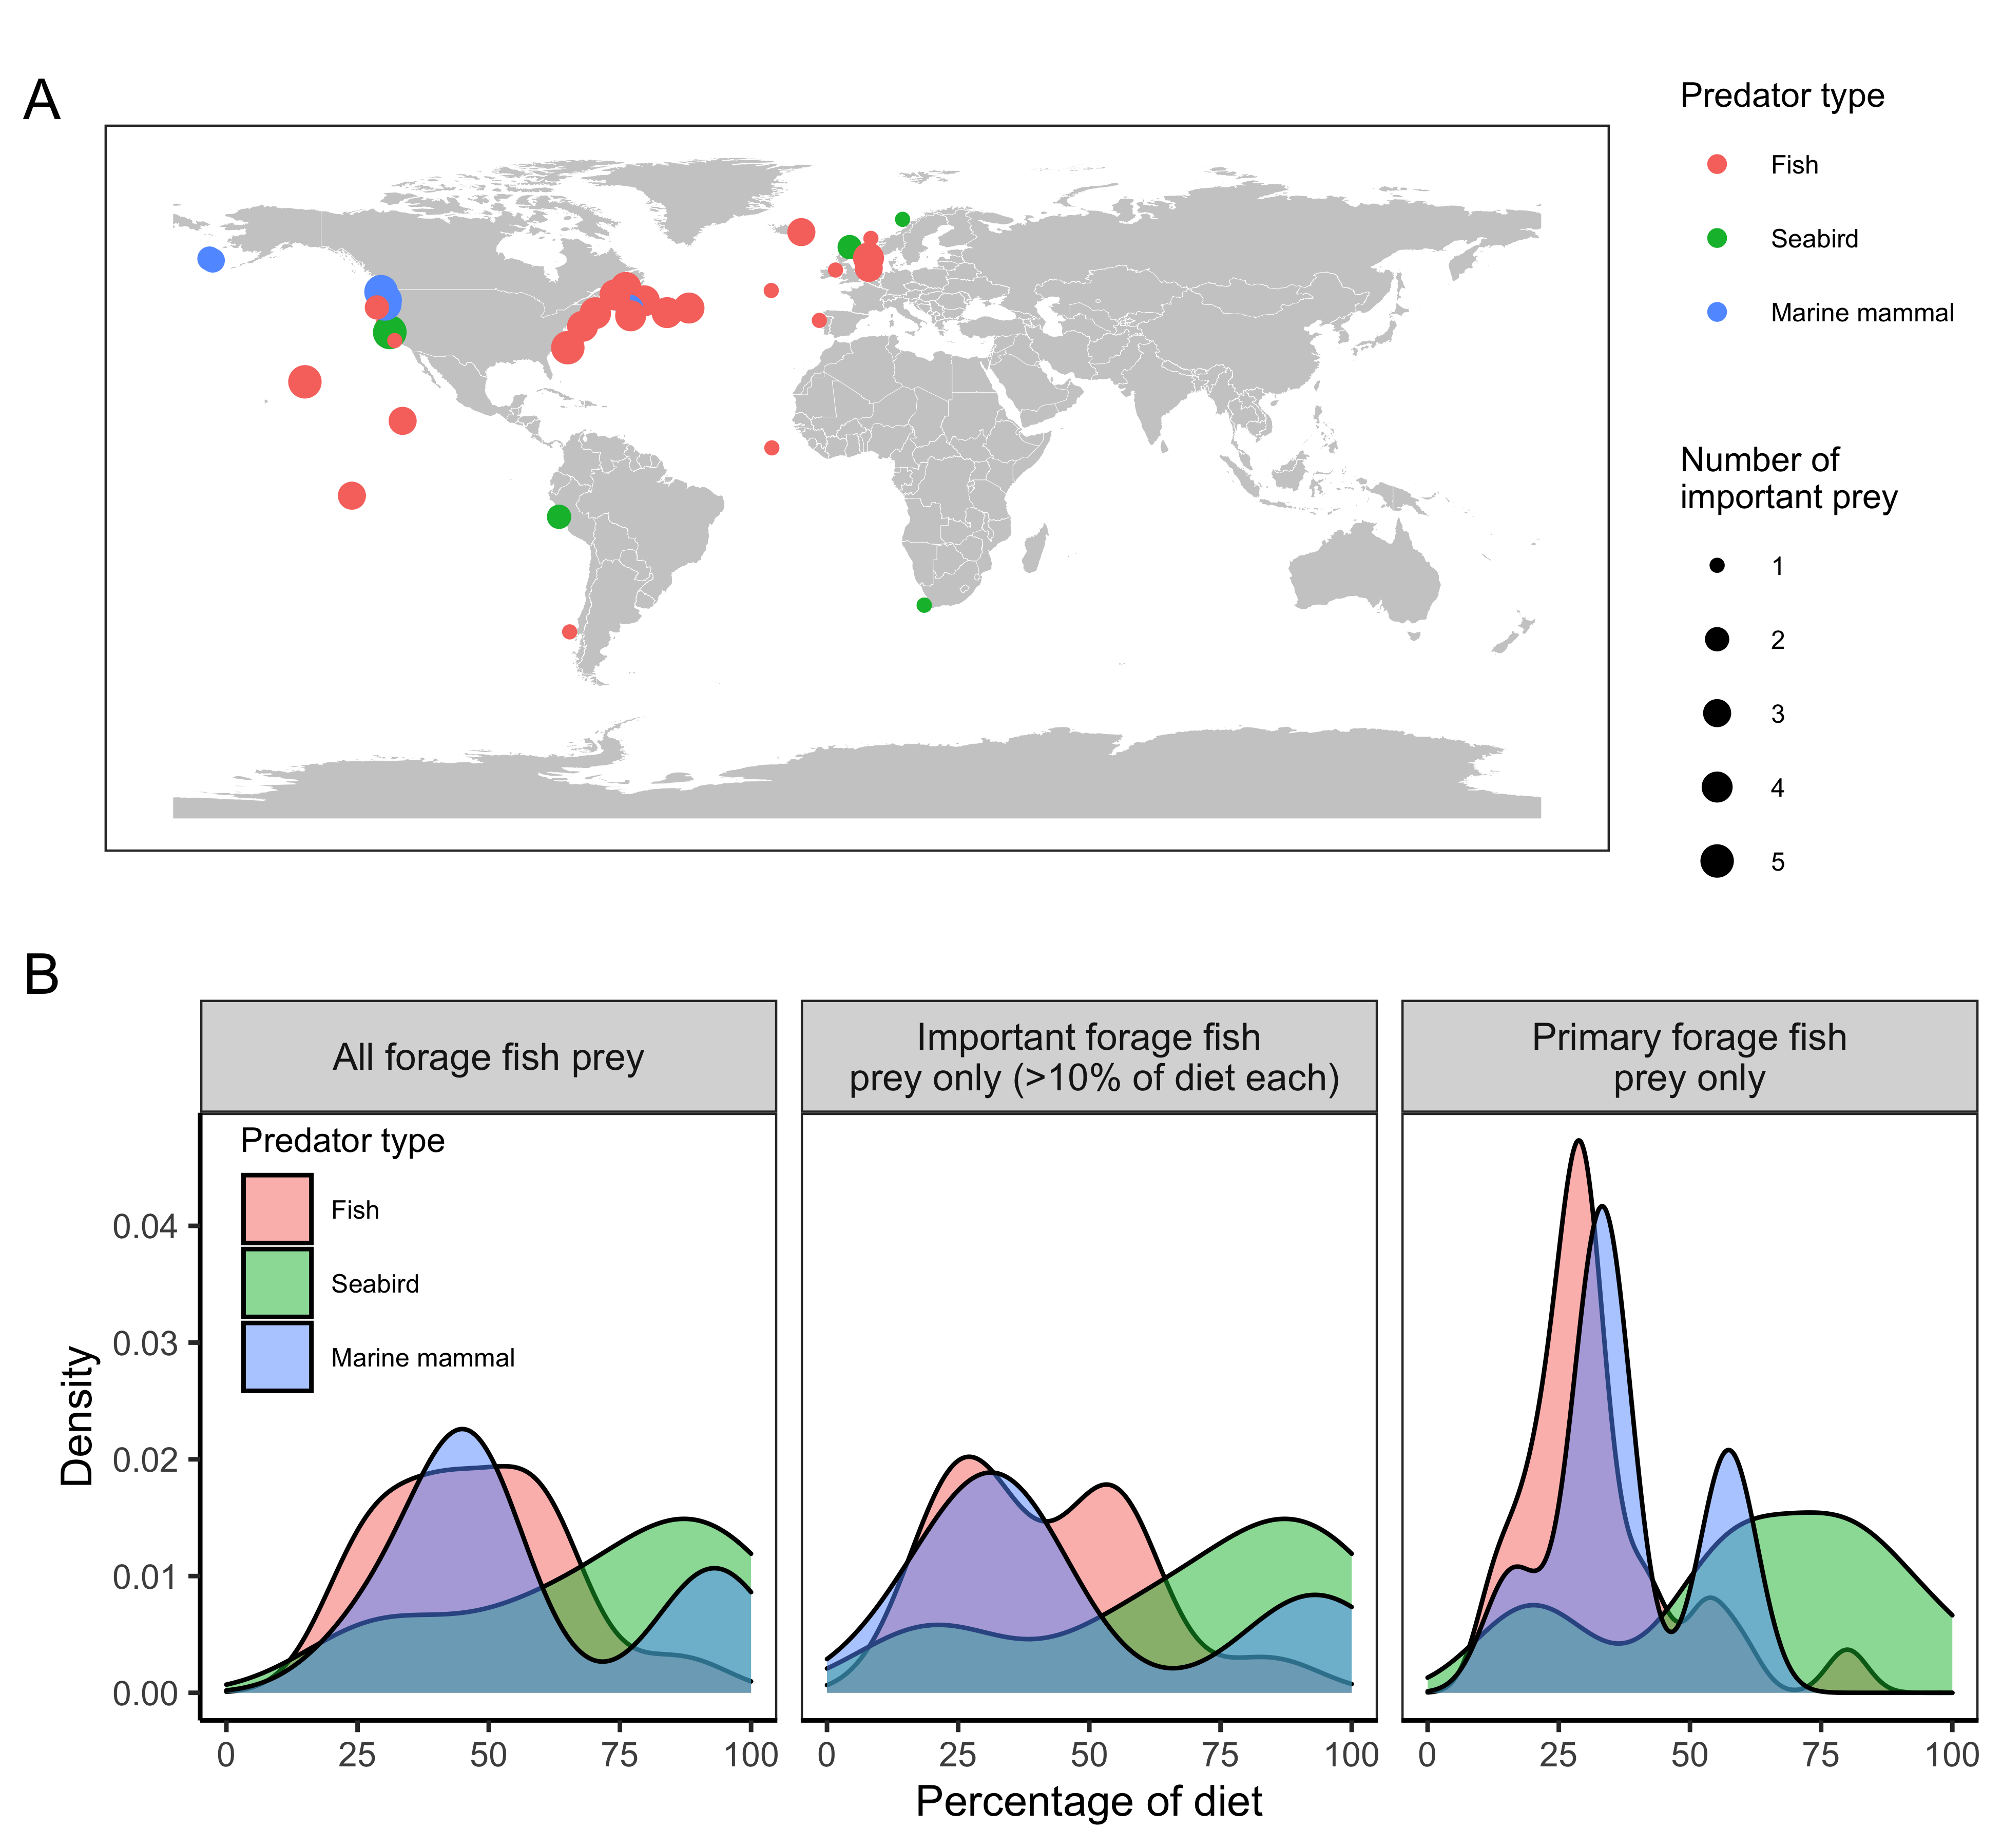 A
Predator type
Fish
Seabird
Marine mammal
Number of
important prey
1
2
3
4
5
B
All forage fish prey
Important forage fish
prey only (>10% of diet each)
Primary forage fish
prey only
Predator type
Fish
Seabird
Marine mammal
Density
0.04
0.03
0.02
0.01
0.00
0 25 50 75 100
0 25 50 75 100
0 25 50 75 100
Percentage of diet